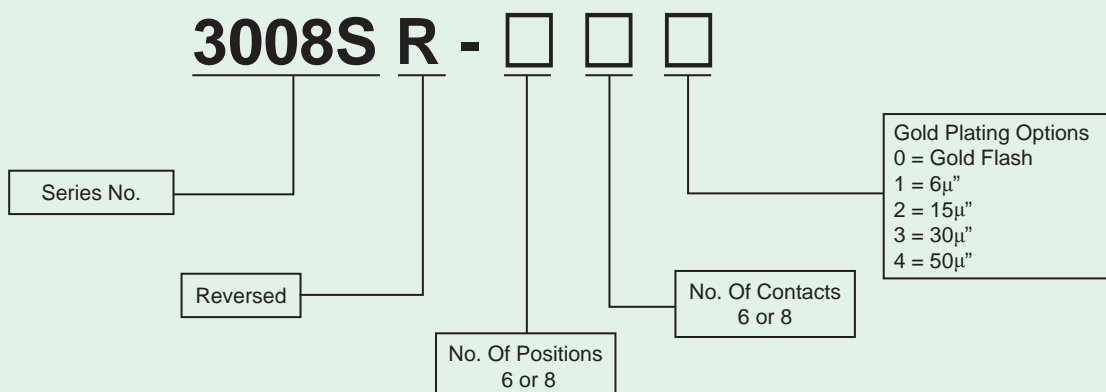 3008S R - □ □ □
Gold Plating Options
0 = Gold Flash
1 = 6μ”
2 = 15μ”
3 = 30μ”
4 = 50μ”
Series No.
Reversed
No. Of Contacts
6 or 8
No. Of Positions
6 or 8